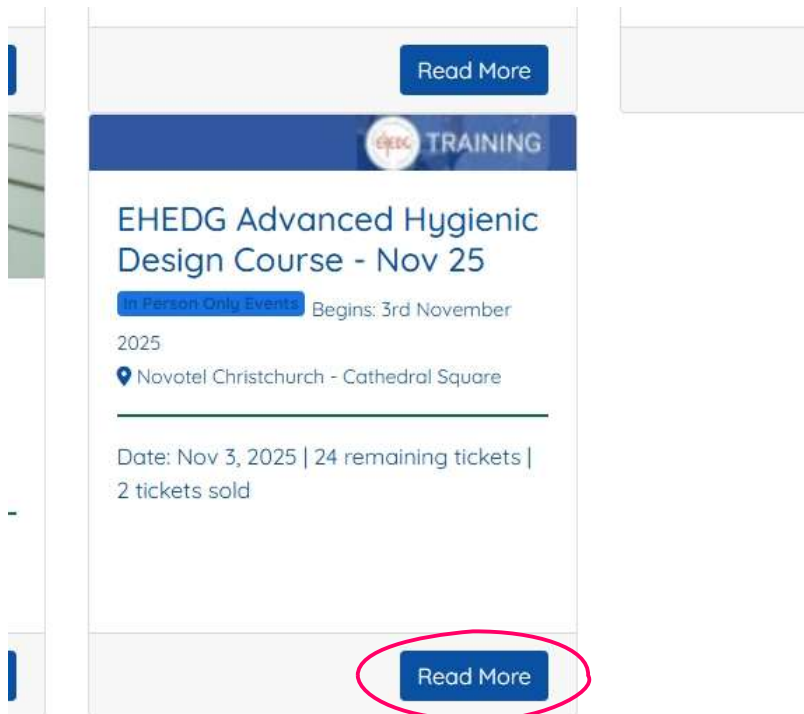 Read More
EHEDG TRAINING
EHEDG Advanced Hygienic
Design Course - Nov 25
In Person Only Events Begins: 3rd November
2025
Novotel Christchurch - Cathedral Square
Date: Nov 3, 2025 | 24 remaining tickets |
2 tickets sold
Read More